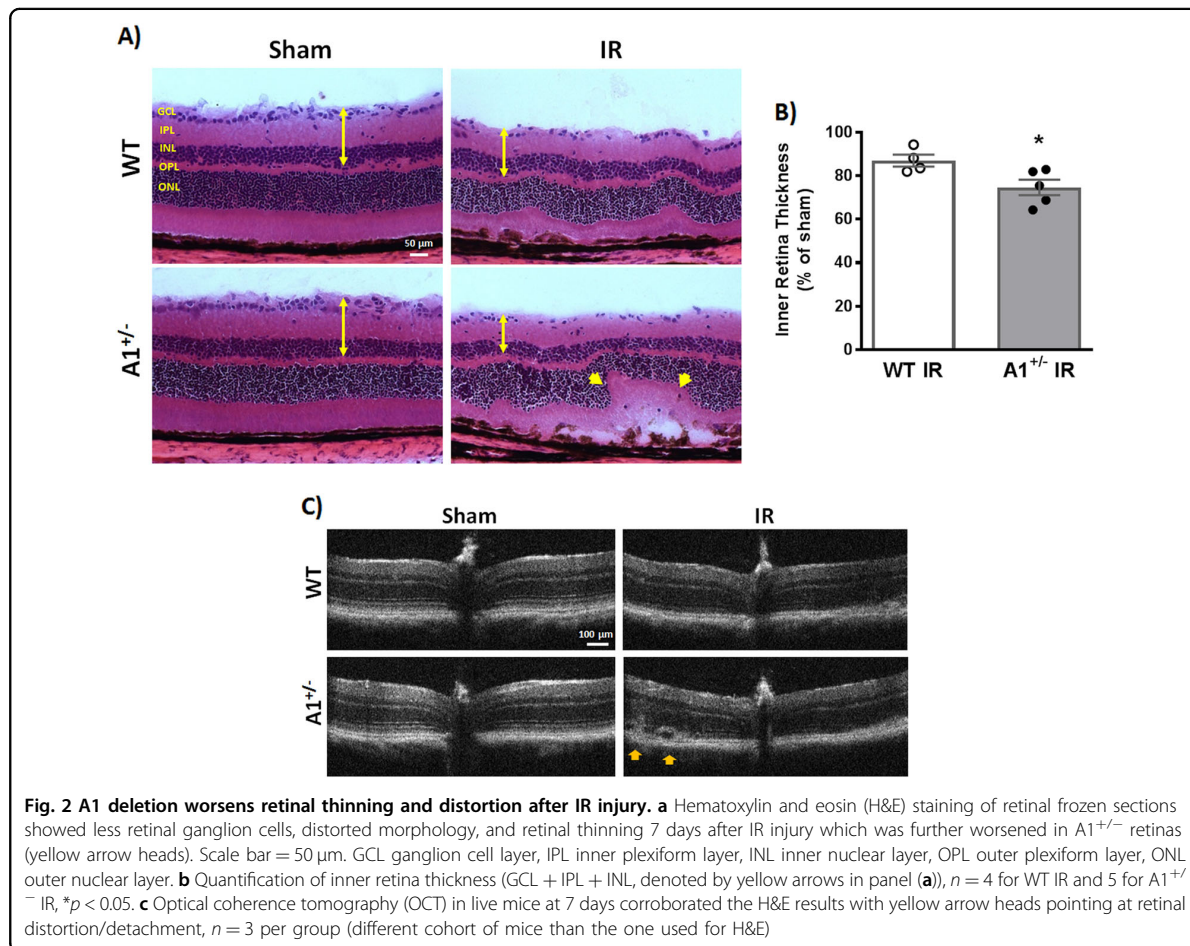 A)
Sham IR
WT
GCL
IPL
INL
OPL
ONL
50 µm
A1+/-
B)
Inner Retina Thickness
(% of sham)
100
80
60
40
20
0
*
WT IR A1+/- IR
C)
Sham IR
WT
100 µm
A1+/-
Fig. 2 A1 deletion worsens retinal thinning and distortion after IR injury. a Hematoxylin and eosin (H&E) staining of retinal frozen sections
showed less retinal ganglion cells, distorted morphology, and retinal thinning 7 days after IR injury which was further worsened in A1+/− retinas
(yellow arrow heads). Scale bar = 50 µm. GCL ganglion cell layer, IPL inner plexiform layer, INL inner nuclear layer, OPL outer plexiform layer, ONL
outer nuclear layer. b Quantification of inner retina thickness (GCL + IPL + INL, denoted by yellow arrows in panel (a)), n = 4 for WT IR and 5 for A1+/
− IR, *p < 0.05. c Optical coherence tomography (OCT) in live mice at 7 days corroborated the H&E results with yellow arrow heads pointing at retinal
distortion/detachment, n = 3 per group (different cohort of mice than the one used for H&E)